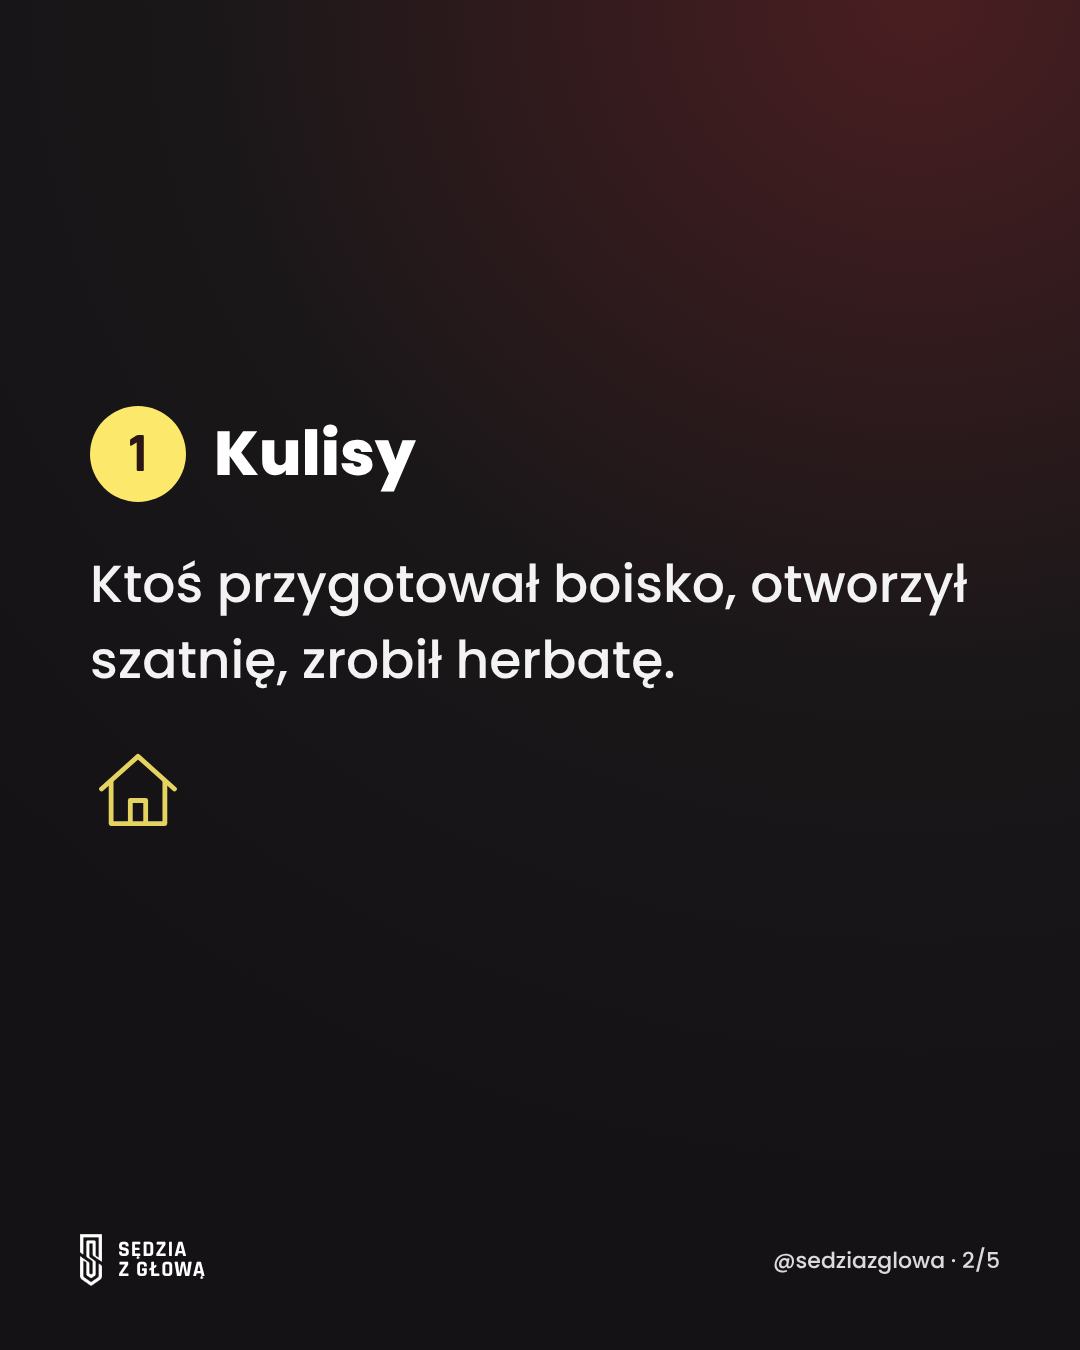 1 Kulisy
Ktoś przygotował boisko, otworzył
szatnię, zrobił herbatę.
SĘDZIA
Z GŁOWĄ
@sedziazglowa · 2/5